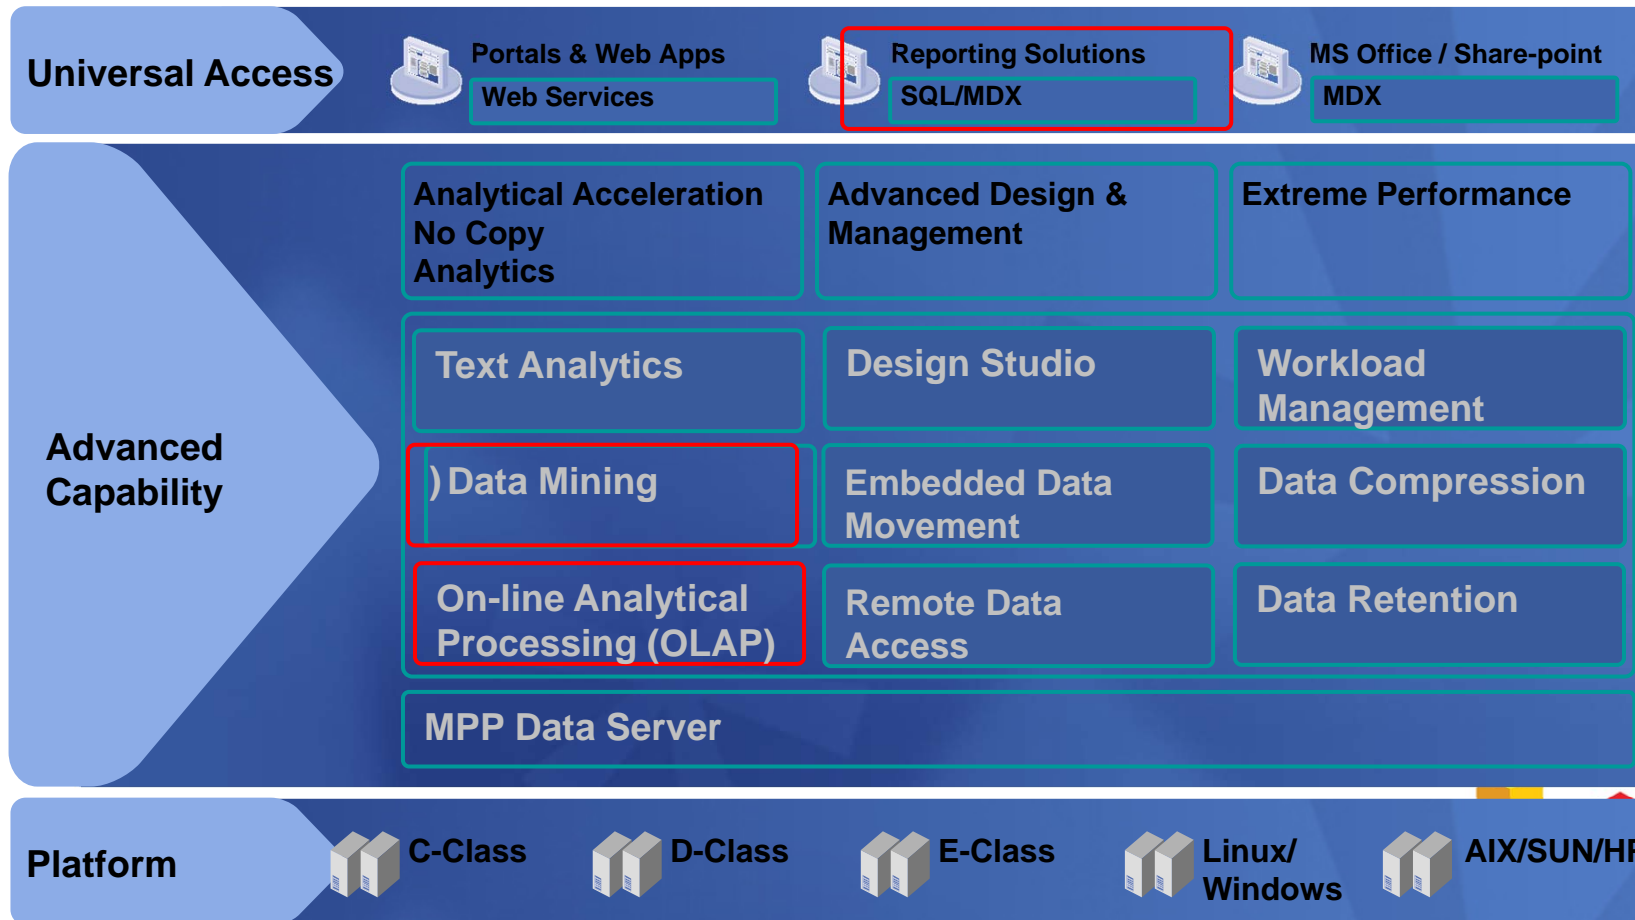 Universal Access
Portals & Web Apps
Web Services
Reporting Solutions
SQL/MDX
MS Office / Share-point
MDX
Advanced
Capability
Analytical Acceleration
No Copy
Analytics
Advanced Design &
Management
Extreme Performance
Text Analytics
Design Studio
Workload
Management
) Data Mining
Embedded Data
Movement
Data Compression
On-line Analytical
Processing (OLAP)
Remote Data
Access
Data Retention
MPP Data Server
Platform
C-Class
D-Class
E-Class
Linux/
Windows
AIX/SUN/